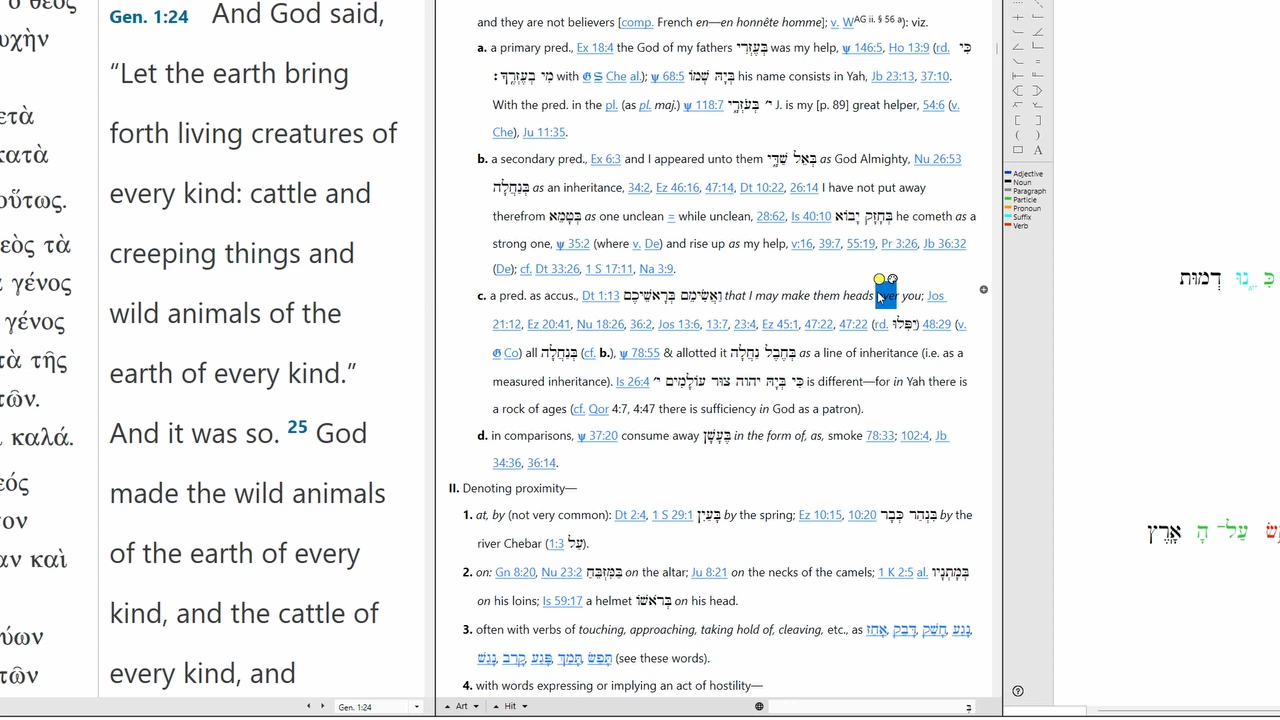 ὁ θεός
υχὴν
ετὰ
κατὰ
οὕτως.
εὸς τὰ
ὰ γένος
γένος
τὰ τῆς
τῶν.
ι καλά.
εός
τον
αν καὶ
ύων
τῶν
Gen. 1:24 And God said,
“Let the earth bring
forth living creatures of
every kind: cattle and
creeping things and
wild animals of the
earth of every kind.”
And it was so. 25 God
made the wild animals
of the earth of every
kind, and the cattle of
every kind, and
Gen. 1:24
and they are not believers [comp. French en—en honnête homme]; v. WAG ii. § 56 a): viz.
a. a primary pred., Ex 18:4 the God of my fathers בְּעֶזְרִי was my help, ψ 146:5, Ho 13:9 (rd. כִּי
מִי בְעֶזְרֶךָ: with 𝔊 S Che al.); ψ 68:5 בְּיָהּ שְׁמוֹ his name consists in Yah, Jb 23:13, 37:10.
With the pred. in the pl. (as pl. maj.) ψ 118:7 י״ בְּעֹזְרָי J. is my [p. 89] great helper, 54:6 (v.
Che), Ju 11:35.
b. a secondary pred., Ex 6:3 and I appeared unto them בְּאֵל שַׁדָּי as God Almighty, Nu 26:53
בְּנַחֲלָה as an inheritance, 34:2, Ez 46:16, 47:14, Dt 10:22, 26:14 I have not put away
therefrom בְּטָמֵא as one unclean = while unclean, 28:62, Is 40:10 בְּחָזָק יָבוֹא he cometh as a
strong one, ψ 35:2 (where v. De) and rise up as my help, v:16, 39:7, 55:19, Pr 3:26, Jb 36:32
(De); cf. Dt 33:26, 1 S 17:11, Na 3:9.
c. a pred. as accus., Dt 1:13 וַאֲשִׂימֵם בְּרָאשֵׁיכֶם that I may make them heads over you; Jos
21:12, Ez 20:41, Nu 18:26, 36:2, Jos 13:6, 13:7, 23:4, Ez 45:1, 47:22, 47:22 (rd. יַפִּלוּ) 48:29 (v.
𝔊 Co) all בְּנַחֲלָה (cf. b.), ψ 78:55 & allotted it בְּחֶבֶל נַחֲלָה as a line of inheritance (i.e. as a
measured inheritance). Is 26:4 כִּי בְּיָהּ יהוה צוּר עוֹלָמִים י״ is different—for in Yah there is
a rock of ages (cf. Qor 4:7, 4:47 there is sufficiency in God as a patron).
d. in comparisons, ψ 37:20 consume away בֶּעָשָׁן in the form of, as, smoke 78:33; 102:4, Jb
34:36, 36:14.
II. Denoting proximity—
1. at, by (not very common): Dt 2:4, 1 S 29:1 בָּעַיִן by the spring; Ez 10:15, 10:20 בִּנְהַר כְּבָר by the
river Chebar (1:3 עַל).
2. on: Gn 8:20, Nu 23:2 בַּמִּזְבֵּחַ on the altar; Ju 8:21 on the necks of the camels; 1 K 2:5 al. בְּמָתְנָיו
on his loins; Is 59:17 a helmet בְּרֹאשׁוֹ on his head.
3. often with verbs of touching, approaching, taking hold of, cleaving, etc., as אָחַז, דָּבַק, חָשַׁק, נָגַע,
נָגַשׁ, קָרַב, פָּגַע, תָּמַךְ, תָּפַשׂ (see these words).
4. with words expressing or implying an act of hostility—
Art Hit בְּ
A
Adjective
Noun
Paragraph
Particle
Pronoun
Suffix
Verb
כִּ נוּ דְמוּת
עַל־ הָ אָרֶץ